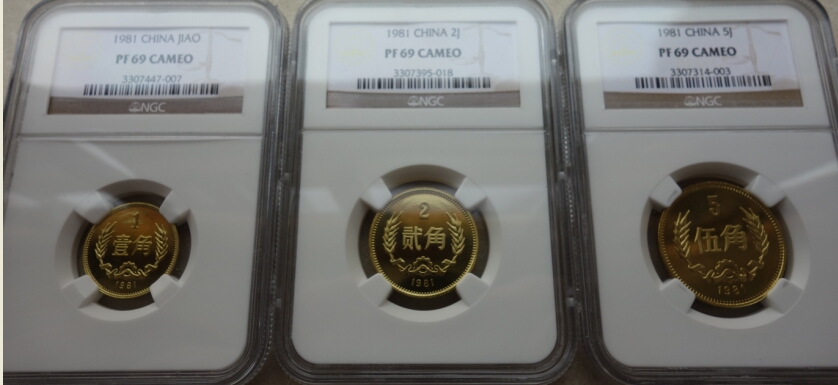 1981 CHINA JIAO
PF 69 CAMEO
3307447-007
NGC
1
壹角
1981
1981 CHINA 2J
PF 69 CAMEO
3307395-018
NGC
2
贰角
1981
1981 CHINA 5J
PF 69 CAMEO
3307314-003
NGC
5
伍角
1981